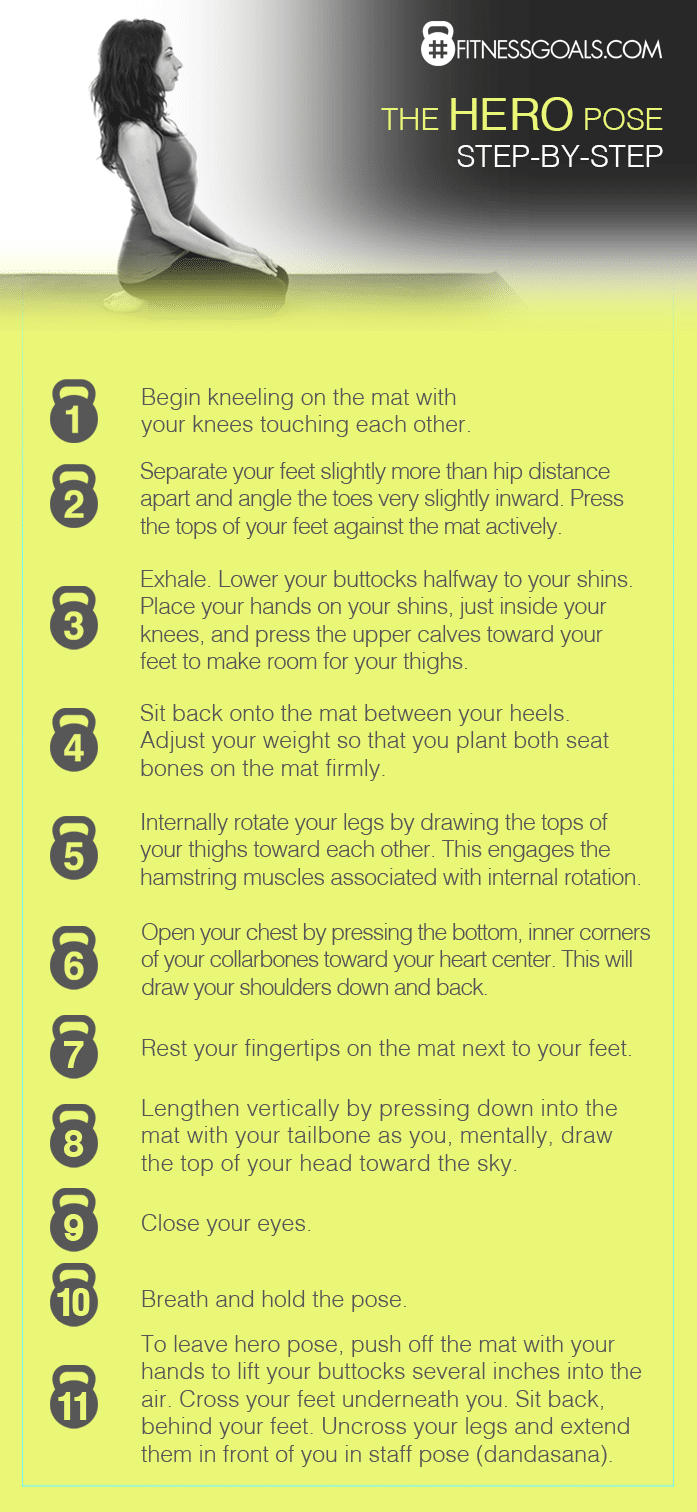 #FITNESSGOALS.COM
THE HERO POSE
STEP-BY-STEP
1
Begin kneeling on the mat with
your knees touching each other.
2
Separate your feet slightly more than hip distance
apart and angle the toes very slightly inward. Press
the tops of your feet against the mat actively.
3
Exhale. Lower your buttocks halfway to your shins.
Place your hands on your shins, just inside your
knees, and press the upper calves toward your
feet to make room for your thighs.
4
Sit back onto the mat between your heels.
Adjust your weight so that you plant both seat
bones on the mat firmly.
5
Internally rotate your legs by drawing the tops of
your thighs toward each other. This engages the
hamstring muscles associated with internal rotation.
6
Open your chest by pressing the bottom, inner corners
of your collarbones toward your heart center. This will
draw your shoulders down and back.
7
Rest your fingertips on the mat next to your feet.
8
Lengthen vertically by pressing down into the
mat with your tailbone as you, mentally, draw
the top of your head toward the sky.
9
Close your eyes.
10
Breath and hold the pose.
11
To leave hero pose, push off the mat with your
hands to lift your buttocks several inches into the
air. Cross your feet underneath you. Sit back,
behind your feet. Uncross your legs and extend
them in front of you in staff pose (dandasana).